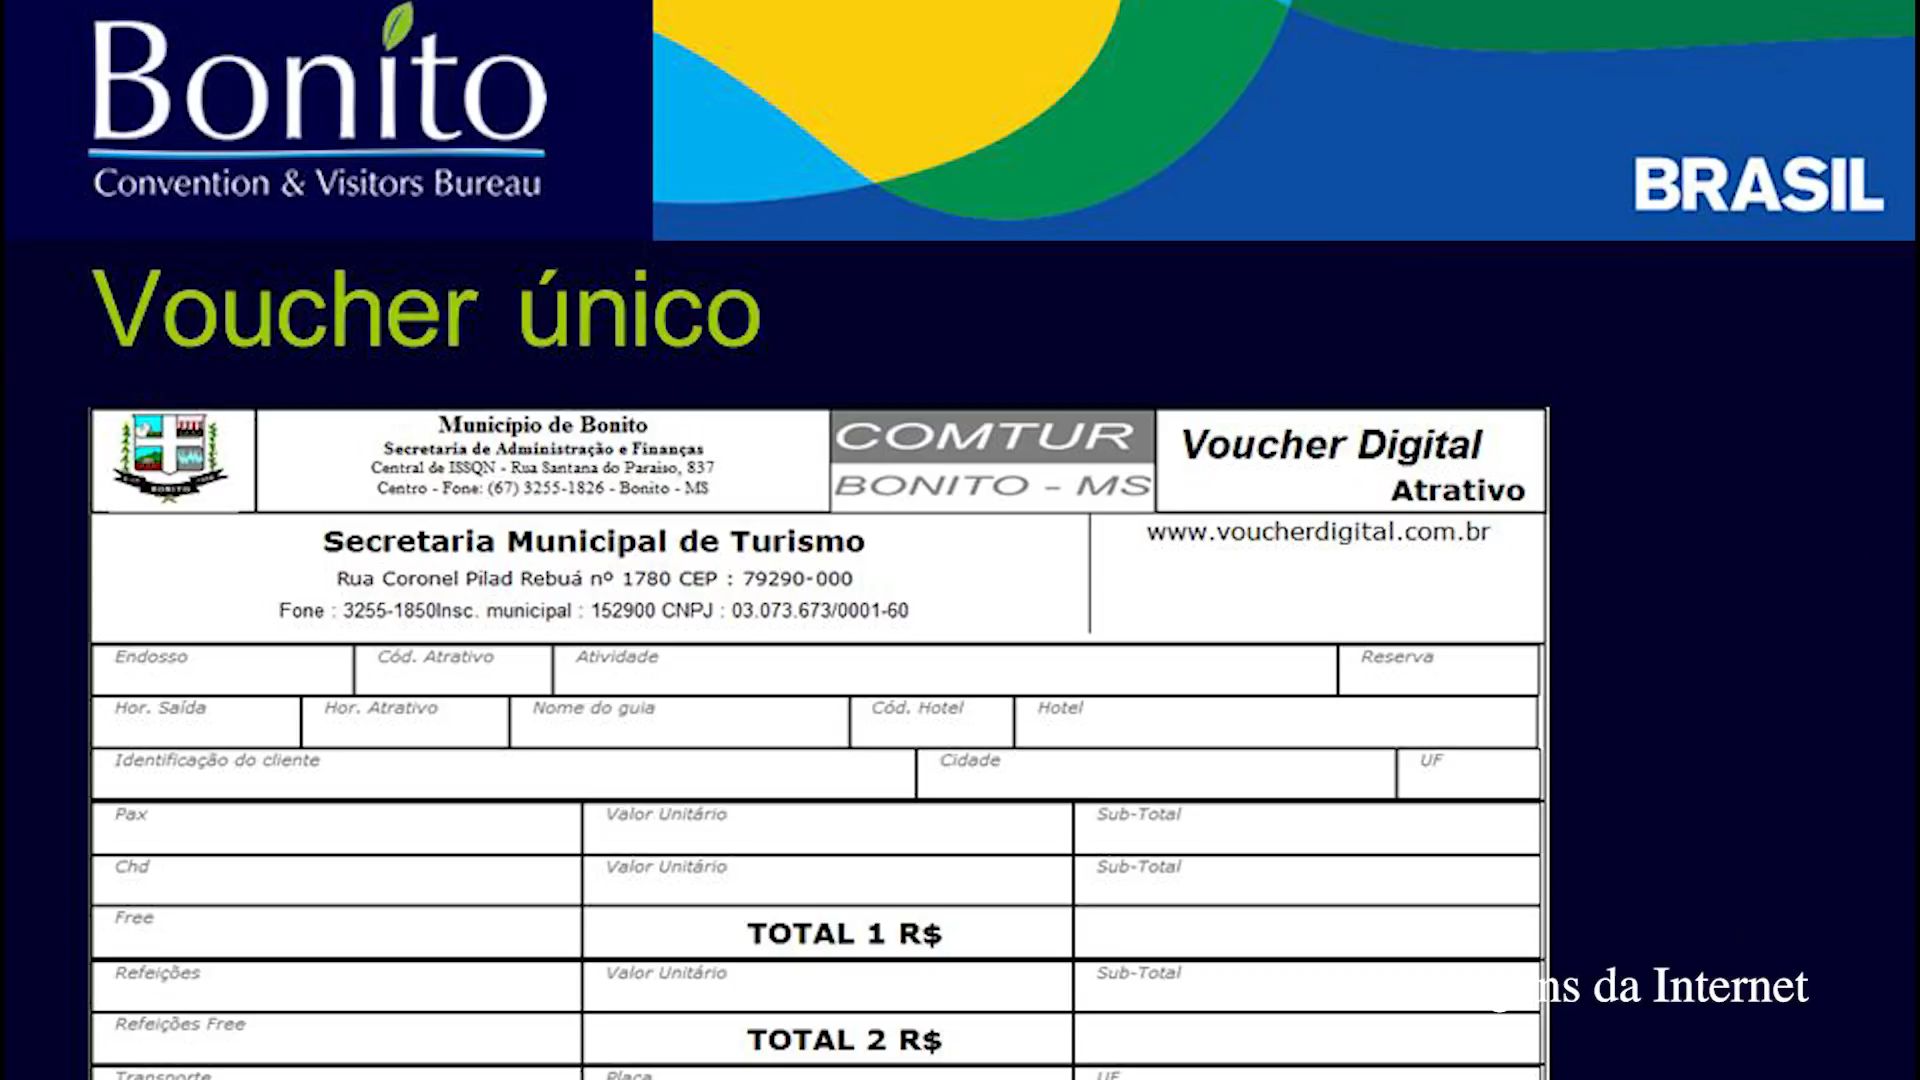 Bonito
Convention & Visitors Bureau
BRASIL
Voucher único
BONITO
Município de Bonito
Secretaria de Administração e Finanças
Central de ISSQN - Rua Santana do Paraiso, 837
Centro - Fone: (67) 3255-1826 - Bonito - MS
COMTUR
BONITO - MS
Voucher Digital
Atrativo
Secretaria Municipal de Turismo
Rua Coronel Pilad Rebuá nº 1780 CEP : 79290-000
Fone : 3255-1850Insc. municipal : 152900 CNPJ : 03.073.673/0001-60
www.voucherdigital.com.br
Endosso Cód. Atrativo Atividade Reserva
Hor. Saída Hor. Atrativo Nome do guia Cód. Hotel Hotel
Identificação do cliente Cidade UF
Pax Valor Unitário Sub-Total
Chd Valor Unitário Sub-Total
Free TOTAL 1 R$
Refeições Valor Unitário Sub-Total
da Internet
Refeições Free TOTAL 2 R$
Transporte Placa UF